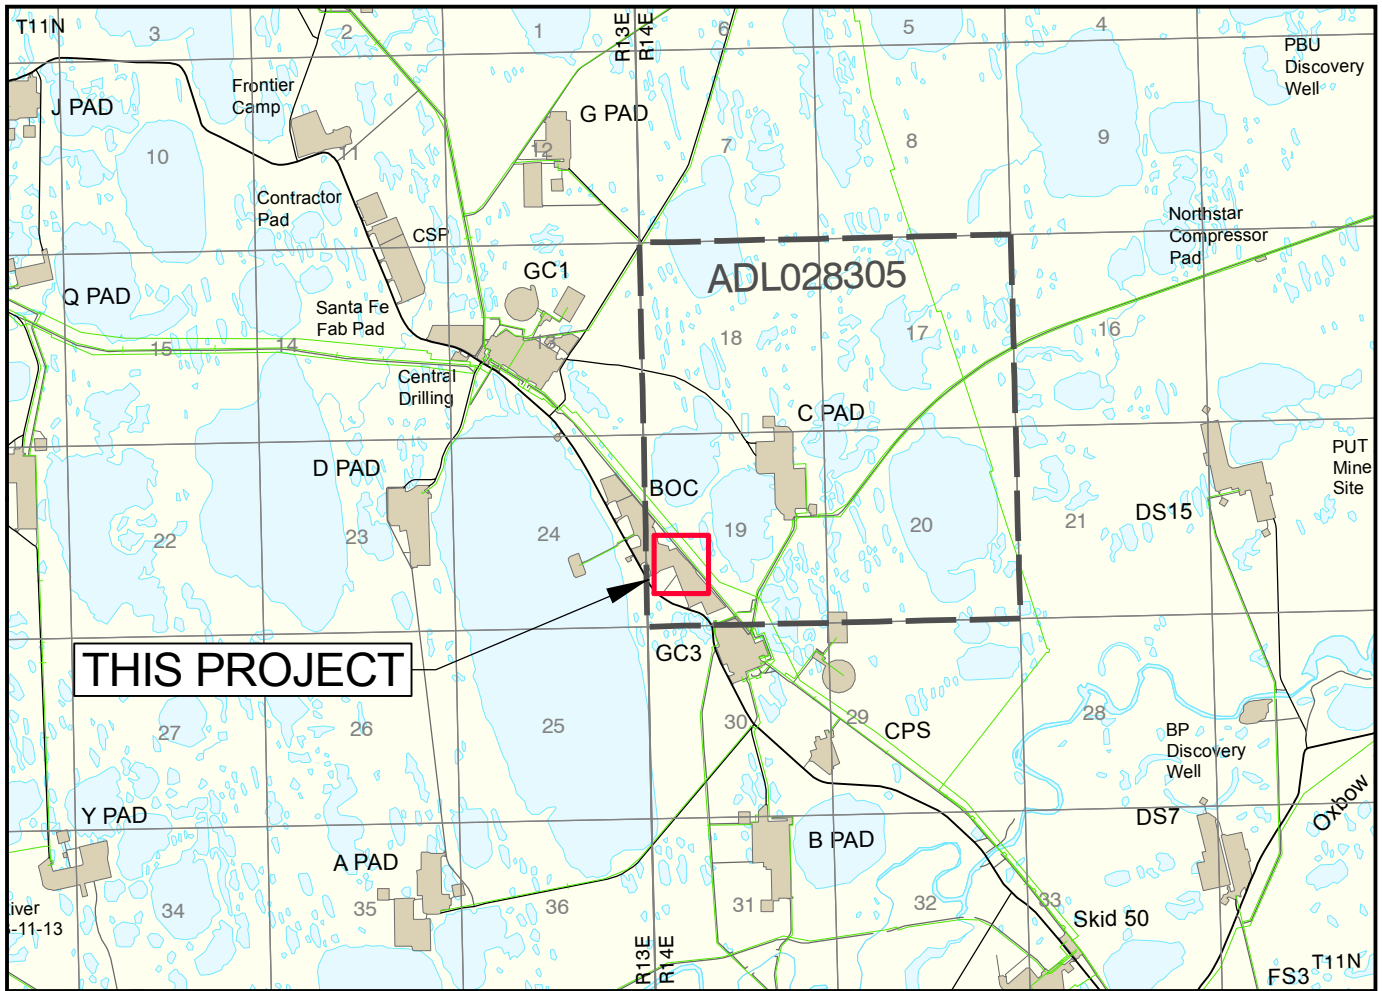 T11N
3
2
1
R13E
R14E
6
5
4
PBU
Discovery
Well
J PAD
Frontier
Camp
G PAD
10
11
12
7
8
9
Contractor
Pad
CSP
Northstar
Compressor
Pad
GC1
ADL028305
Q PAD
Santa Fe
Fab Pad
15
14
13
18
17
16
Central
Drilling
C PAD
D PAD
BOC
PUT
Mine
Site
DS15
22
23
24
19
20
21
THIS PROJECT
GC3
27
26
25
30
29
28
CPS
BP
Discovery
Well
Oxbow
Y PAD
A PAD
B PAD
DS7
34
35
36
31
32
33
Skid 50
-11-13
R13E
R14E
FS3
T11N